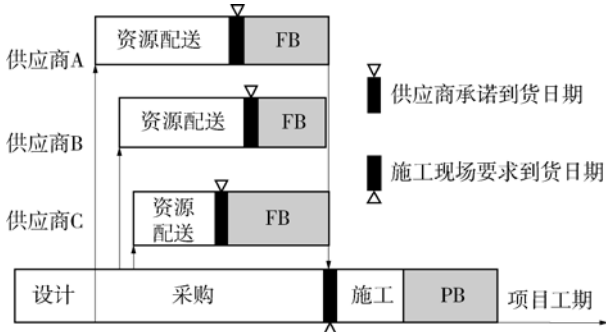 资源配送 FB
供应商A
供应商承诺到货日期
资源配送 FB
供应商B
施工现场要求到货日期
资源
配送 FB
供应商C
设计 采购 施工 PB 项目工期